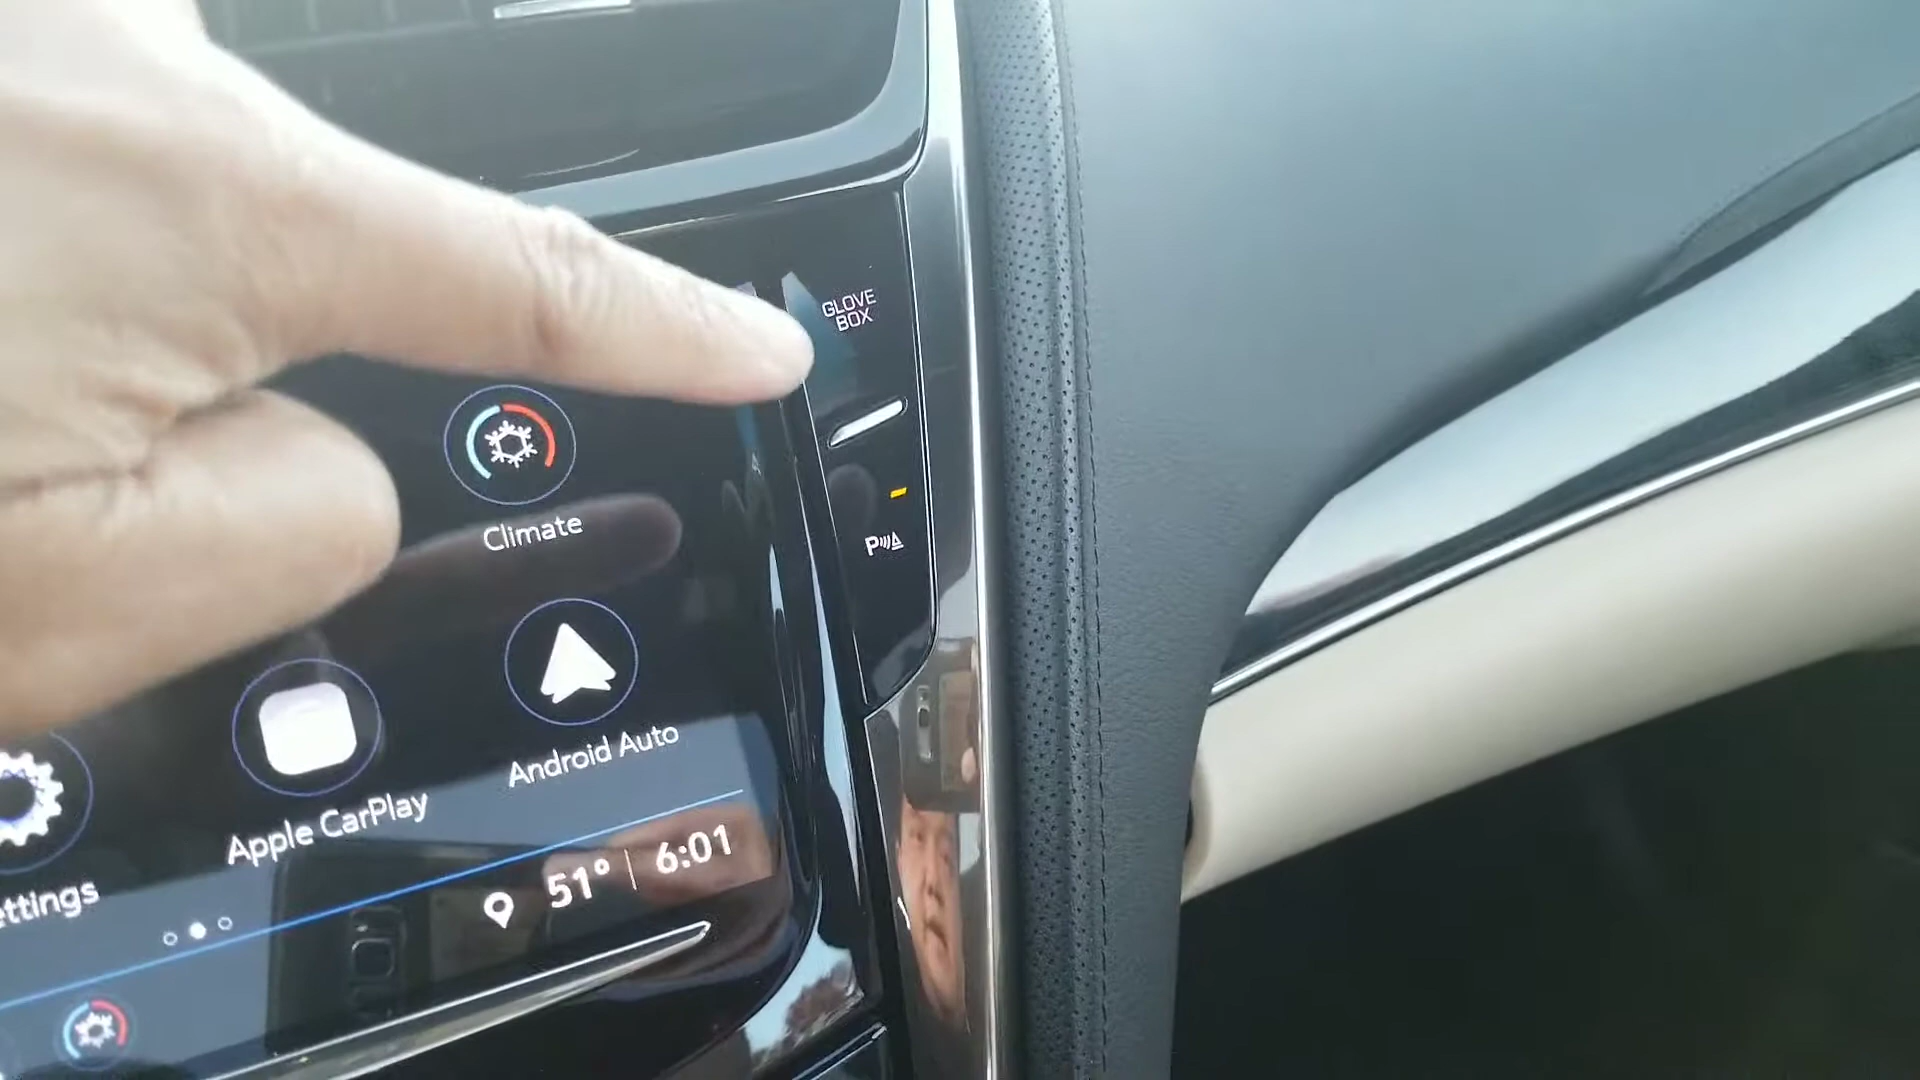 GLOVE
BOX
Climate
P
Android Auto
Apple CarPlay
ettings
51° 6:01